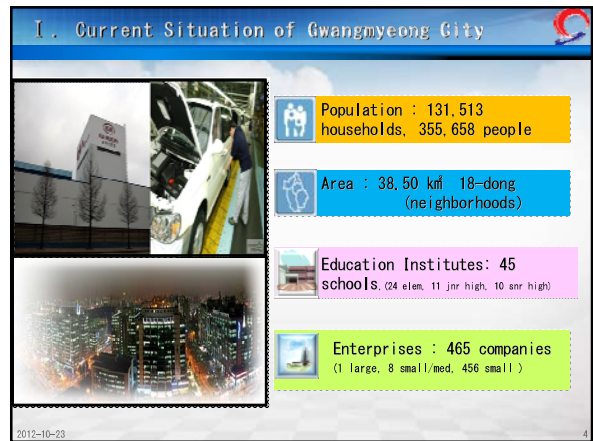 Ⅰ. Current Situation of Gwangmyeong City
Population : 131,513
households, 355,658 people
Area : 38.50 ㎢ 18-dong
(neighborhoods)
Education Institutes: 45
schools.(24 elem, 11 jnr high, 10 snr high)
Enterprises : 465 companies
(1 large, 8 small/med, 456 small )
2012-10-23
4